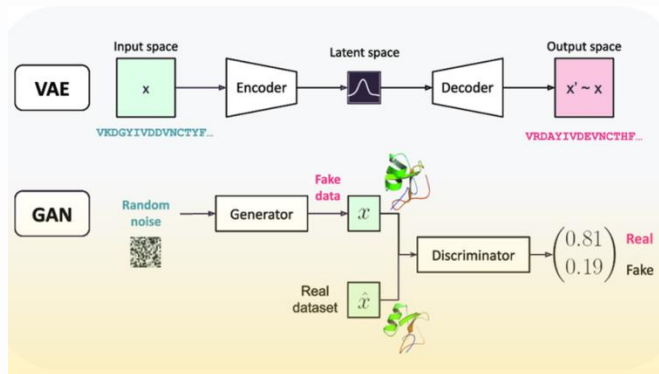 Input space
Latent space
Output space
VAE
x
Encoder
Decoder
x' ~ x
VKDGYIVDDVNCTYF...
VRDAYIVDEVNCTHF...
GAN
Random
noise
Generator
Fake
data
x
Discriminator
0.81
0.19
Real
Fake
Real
dataset
x̂